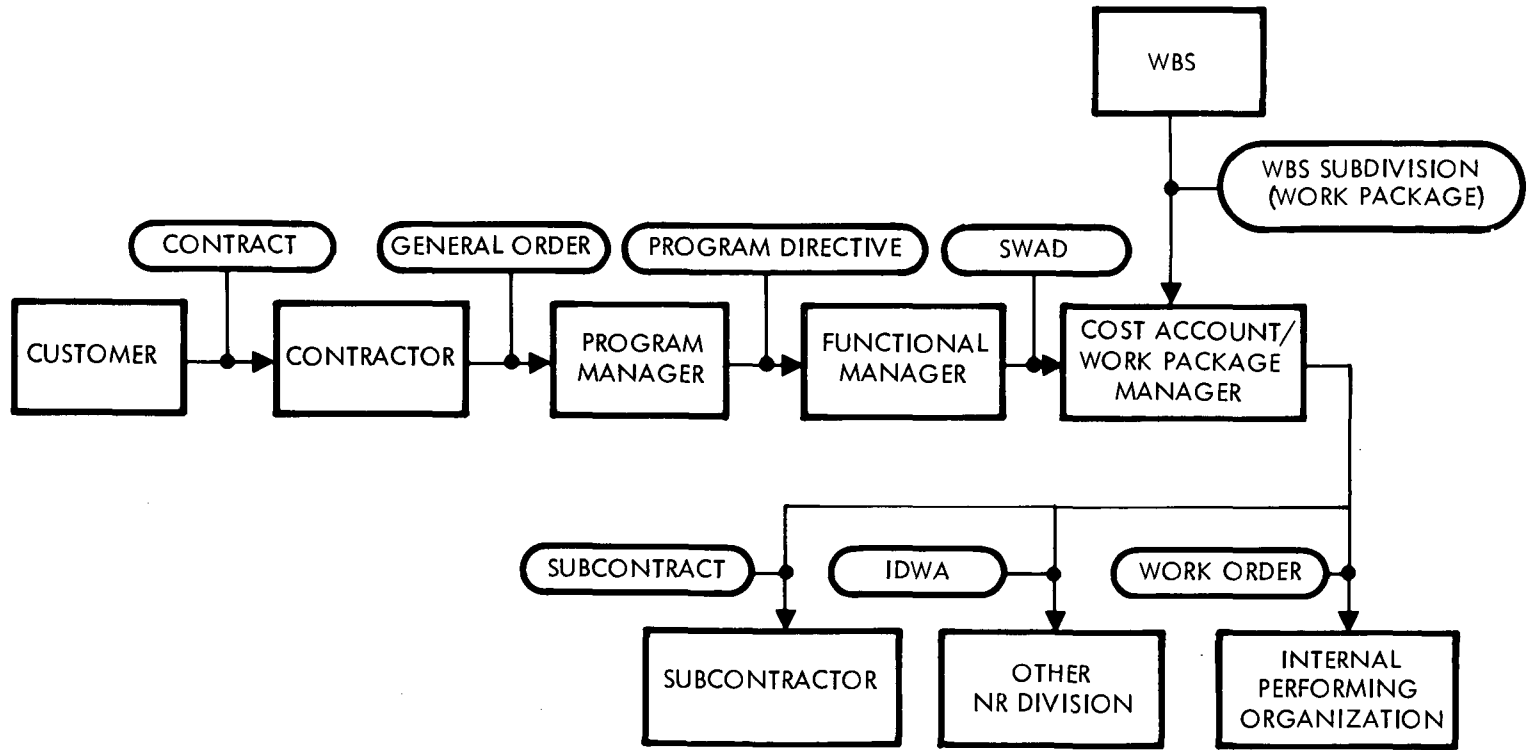 WBS
WBS SUBDIVISION
(WORK PACKAGE)
CONTRACT
GENERAL ORDER
PROGRAM DIRECTIVE
SWAD
CUSTOMER
CONTRACTOR
PROGRAM
MANAGER
FUNCTIONAL
MANAGER
COST ACCOUNT/
WORK PACKAGE
MANAGER
SUBCONTRACT
IDWA
WORK ORDER
SUBCONTRACTOR
OTHER
NR DIVISION
INTERNAL
PERFORMING
ORGANIZATION